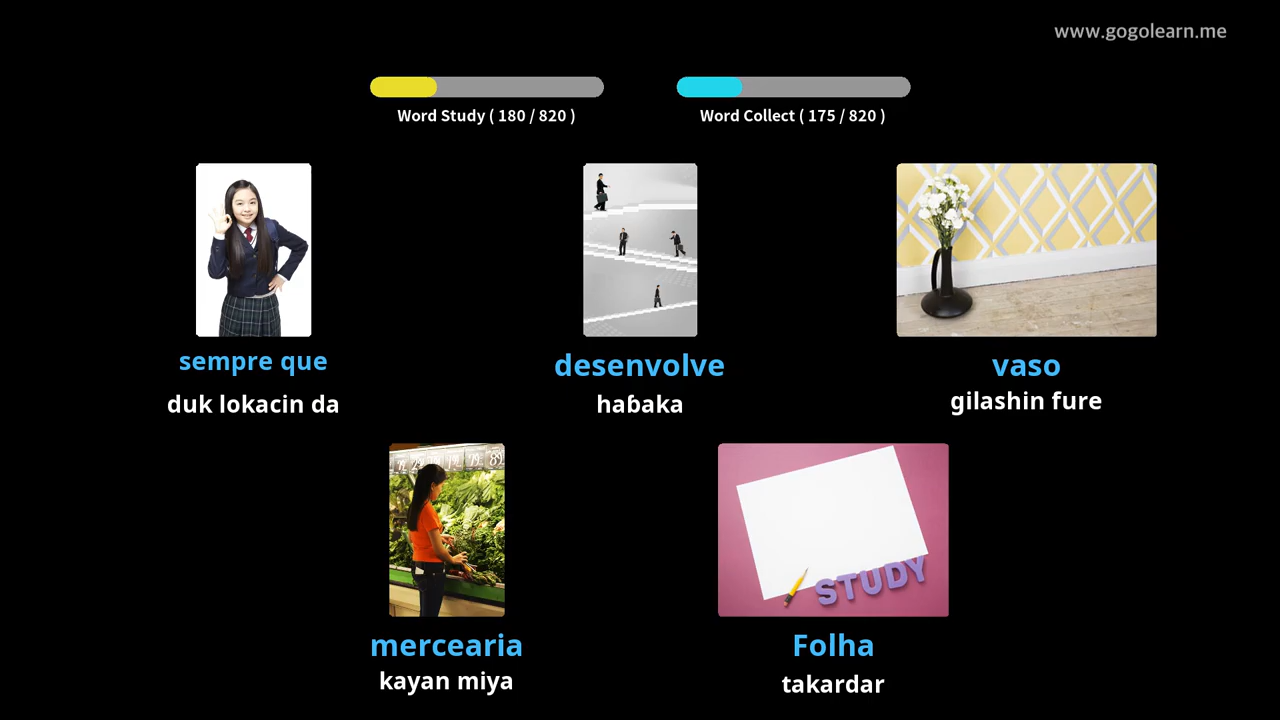 www.gogolearn.me
Word Study ( 180 / 820 )
Word Collect ( 175 / 820 )
sempre que
duk lokacin da
desenvolve
haɓaka
vaso
gilashin fure
STUDY
mercearia
kayan miya
Folha
takardar